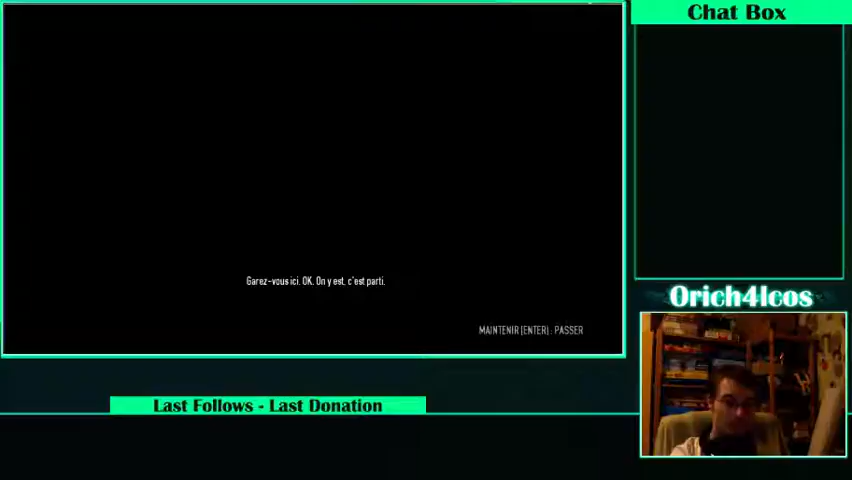 Chat Box
Garez-vous ici. OK. On y est, c'est parti.
MAINTENIR [ENTER] : PASSER
Orich4lcos
Last Follows - Last Donation